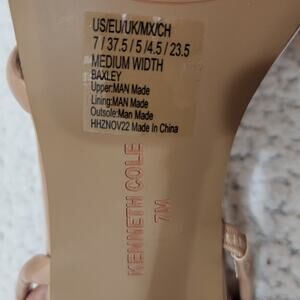 US/EU/UK/MX/CH
7 / 37.5 / 5 /4.5 / 23.5
MEDIUM WIDTH
BAXLEY
Upper:MAN Made
Lining:MAN Made
Outsole:Man Made
HHZNOV22 Made In China
KENNETH COLE
7M